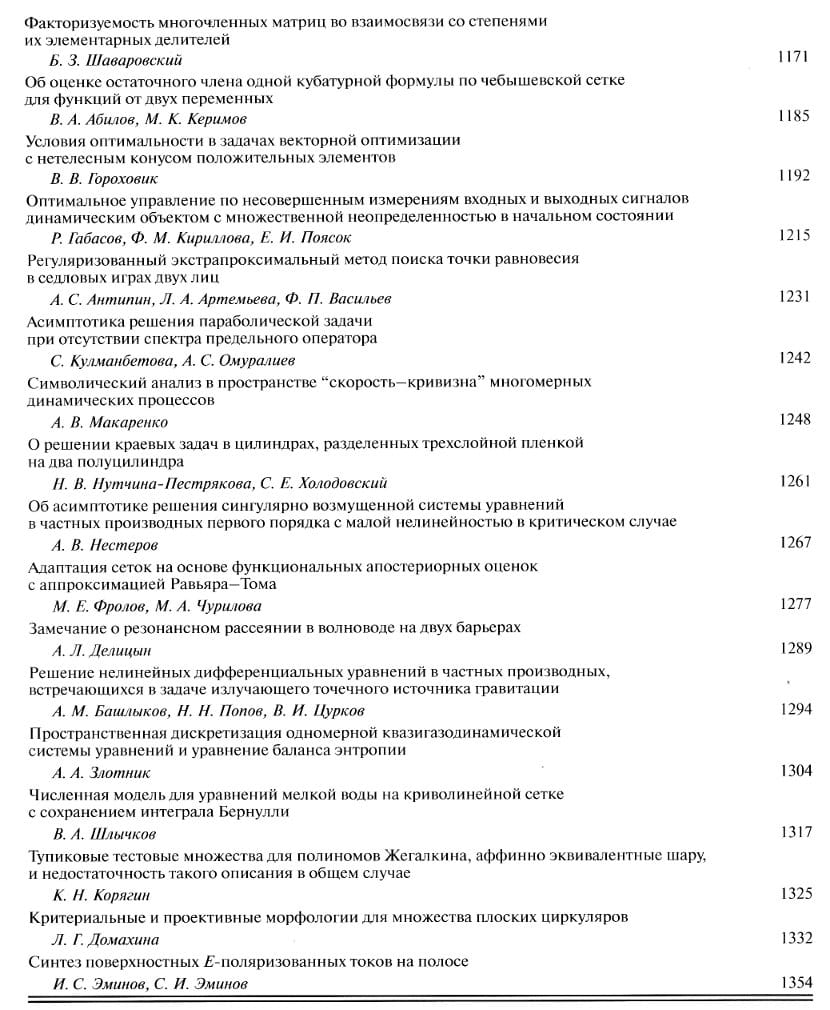 Факторизуемость многочленных матриц во взаимосвязи со степенями
их элементарных делителей
Б. З. Шаваровский 1171
Об оценке остаточного члена одной кубатурной формулы по чебышевской сетке
для функций от двух переменных
В. А. Абилов, М. К. Керимов 1185
Условия оптимальности в задачах векторной оптимизации
с нетелесным конусом положительных элементов
В. В. Гороховик 1192
Оптимальное управление по несовершенным измерениям входных и выходных сигналов
динамическим объектом с множественной неопределенностью в начальном состоянии
Р. Габасов, Ф. М. Кириллова, Е. И. Поясок 1215
Регуляризованный экстрапроксимальный метод поиска точки равновесия
в седловых играх двух лиц
А. С. Антипин, Л. А. Артемьева, Ф. П. Васильев 1231
Асимптотика решения параболической задачи
при отсутствии спектра предельного оператора
С. Кулманбетова, А. С. Омуралиев 1242
Символический анализ в пространстве “скорость–кривизна” многомерных
динамических процессов
А. В. Макаренко 1248
О решении краевых задач в цилиндрах, разделенных трехслойной пленкой
на два полуцилиндра
Н. В. Нутчина-Пестрякова, С. Е. Холодовский 1261
Об асимптотике решения сингулярно возмущенной системы уравнений
в частных производных первого порядка с малой нелинейностью в критическом случае
А. В. Нестеров 1267
Адаптация сеток на основе функциональных апостериорных оценок
с аппроксимацией Равьяра–Тома
М. Е. Фролов, М. А. Чурилова 1277
Замечание о резонансном рассеянии в волноводе на двух барьерах
А. Л. Делицын 1289
Решение нелинейных дифференциальных уравнений в частных производных,
встречающихся в задаче излучающего точечного источника гравитации
А. М. Башлыков, Н. Н. Попов, В. И. Цурков 1294
Пространственная дискретизация одномерной квазигазодинамической
системы уравнений и уравнение баланса энтропии
А. А. Злотник 1304
Численная модель для уравнений мелкой воды на криволинейной сетке
с сохранением интеграла Бернулли
В. А. Шлычков 1317
Тупиковые тестовые множества для полиномов Жегалкина, аффинно эквивалентные шару,
и недостаточность такого описания в общем случае
К. Н. Корягин 1325
Критериальные и проективные морфологии для множества плоских циркуляров
Л. Г. Домахина 1332
Синтез поверхностных E-поляризованных токов на полосе
И. С. Эминов, С. И. Эминов 1354